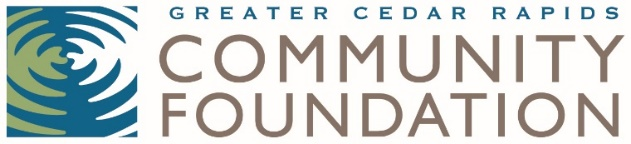 GREATER CEDAR RAPIDS
COMMUNITY
FOUNDATION